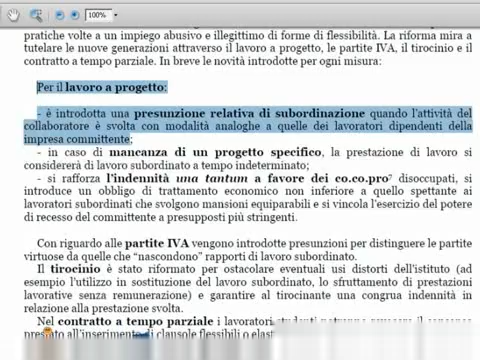 100%
pratiche volte a un impiego abusivo e illegittimo di forme di flessibilità. La riforma mira a
tutelare le nuove generazioni attraverso il lavoro a progetto, le partite IVA, il tirocinio e il
contratto a tempo parziale. In breve le novità introdotte per ogni misura:
Per il lavoro a progetto:
- è introdotta una presunzione relativa di subordinazione quando l'attività del
collaboratore è svolta con modalità analoghe a quelle dei lavoratori dipendenti della
impresa committente;
- in caso di mancanza di un progetto specifico, la prestazione di lavoro si
considererà di lavoro subordinato a tempo indeterminato;
- si rafforza l'indennità una tantum a favore dei co.co.pro disoccupati, si
introduce un obbligo di trattamento economico non inferiore a quello spettante ai
lavoratori subordinati che svolgono mansioni equiparabili e si vincola l'esercizio del potere
di recesso del committente a presupposti più stringenti.
Con riguardo alle partite IVA vengono introdotte presunzioni per distinguere le partite
virtuose da quelle che “nascondono” rapporti di lavoro subordinato.
Il tirocinio è stato riformato per ostacolare eventuali usi distorti dell'istituto (ad
esempio l'utilizzo in sostituzione del lavoro subordinato, lo sfruttamento di prestazioni
lavorative senza remunerazione) e garantire al tirocinante una congrua indennità in
relazione alla prestazione svolta.
Nel contratto a tempo parziale i lavoratori
all'inserimento di clausole flessibili o